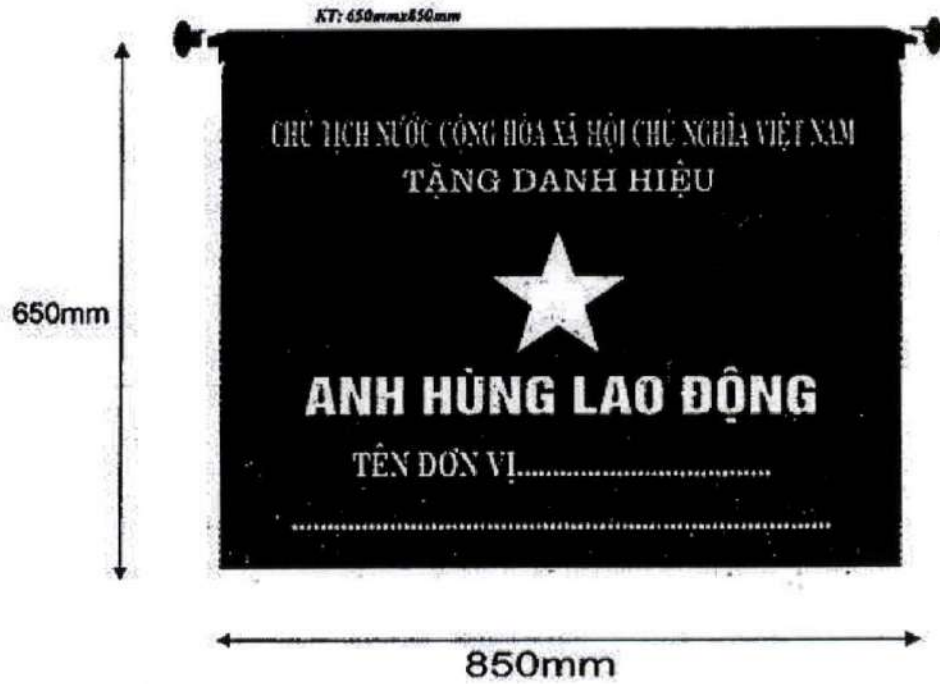 KT: 650mmx850mm
CHỦ TỊCH NƯỚC CỘNG HÒA XÃ HỘI CHỦ NGHĨA VIỆT NAM
TẶNG DANH HIỆU
650mm
ANH HÙNG LAO ĐỘNG
TÊN ĐƠN VỊ...................................
...........................................................................
850mm